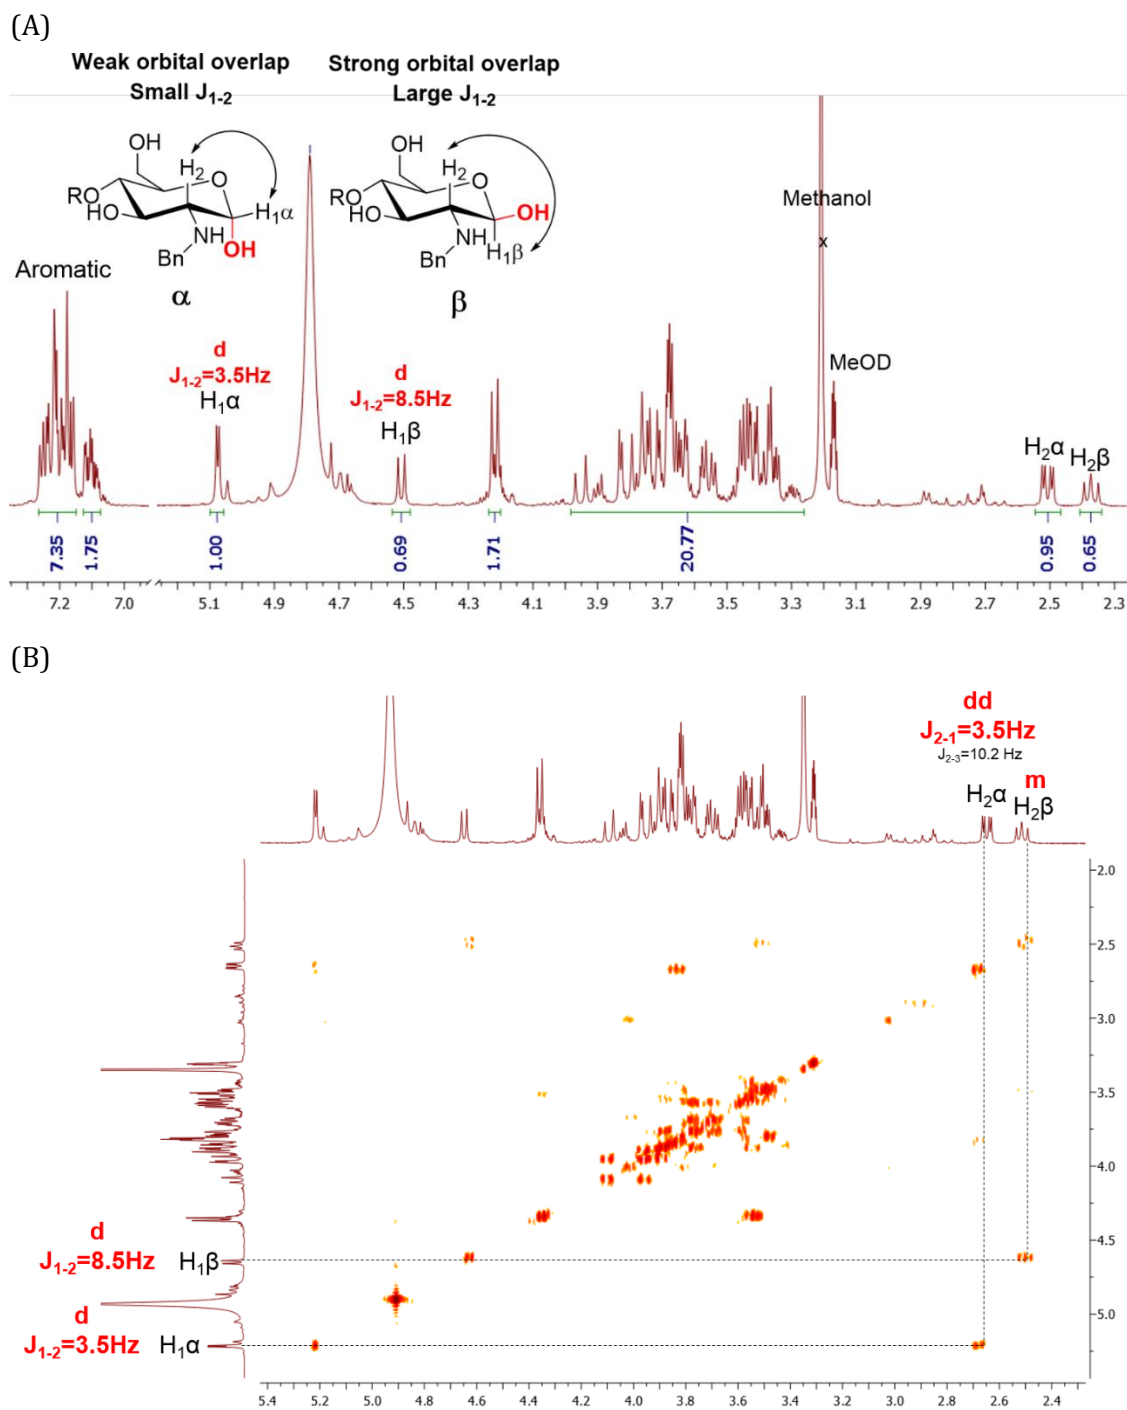 (A)
Weak orbital overlap
Small J1-2
Strong orbital overlap
Large J1-2
OH
H2
O
RO
HO
H1α
NH
OH
Bn
α
OH
H2
O
RO
HO
OH
NH
H1β
Bn
β
Methanol
x
Aromatic
MeOD
d
J1-2=3.5Hz
H1α
d
J1-2=8.5Hz
H1β
H2α
H2β
7.35
1.75
1.00
0.69
1.71
20.77
0.95
0.65
7.2 7.0 5.1 4.9 4.7 4.5 4.3 4.1 3.9 3.7 3.5 3.3 3.1 2.9 2.7 2.5 2.3
(B)
dd
J2-1=3.5Hz
J2-3=10.2 Hz
m
H2α
H2β
2.0
2.5
3.0
3.5
4.0
4.5
5.0
d
J1-2=8.5Hz
H1β
d
J1-2=3.5Hz
H1α
5.4 5.2 5.0 4.8 4.6 4.4 4.2 4.0 3.8 3.6 3.4 3.2 3.0 2.8 2.6 2.4